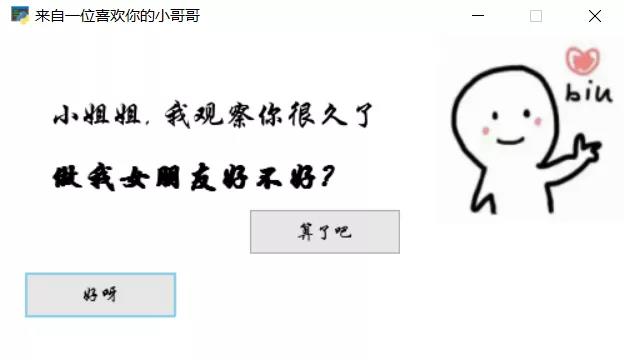 来自一位喜欢你的小哥哥
biu
小姐姐，我观察你很久了
做我女朋友好不好？
算了吧
好呀